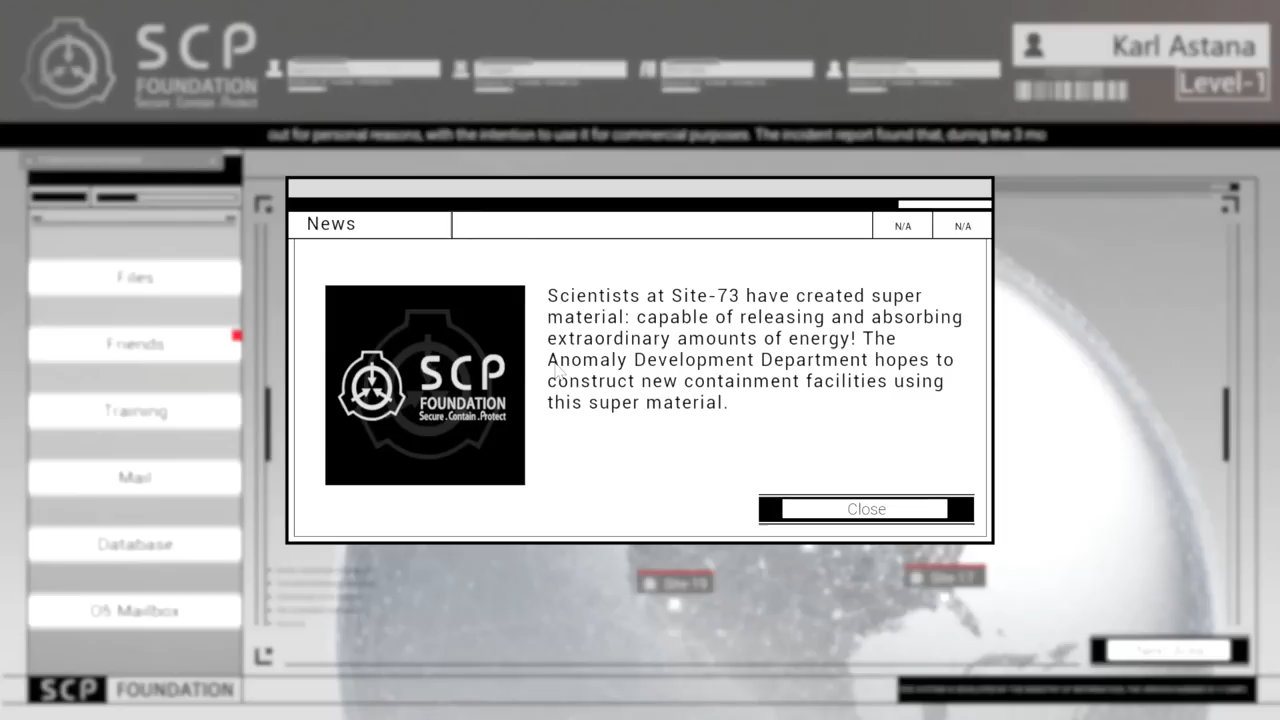 SCP
FOUNDATION
Secure. Contain. Protect
Karl Astana
Level-1
out for personal reasons, with the intention to use it for commercial purposes. The incident report found that, during the 3 mo
News
N/A
N/A
Scientists at Site-73 have created super
material: capable of releasing and absorbing
extraordinary amounts of energy! The
Anomaly Development Department hopes to
construct new containment facilities using
this super material.
SCP
FOUNDATION
Secure.Contain.Protect
Close
Files
Friends
Training
Mail
Database
O5 Mailbox
Site-17
SCP FOUNDATION